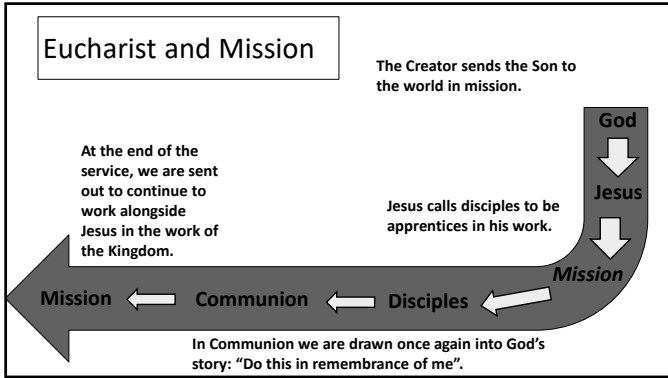 Eucharist and Mission
The Creator sends the Son to
the world in mission.
God
Jesus
Mission
Jesus calls disciples to be
apprentices in his work.
Disciples
Communion
In Communion we are drawn once again into God’s
story: “Do this in remembrance of me”.
Mission
At the end of the
service, we are sent
out to continue to
work alongside
Jesus in the work of
the Kingdom.